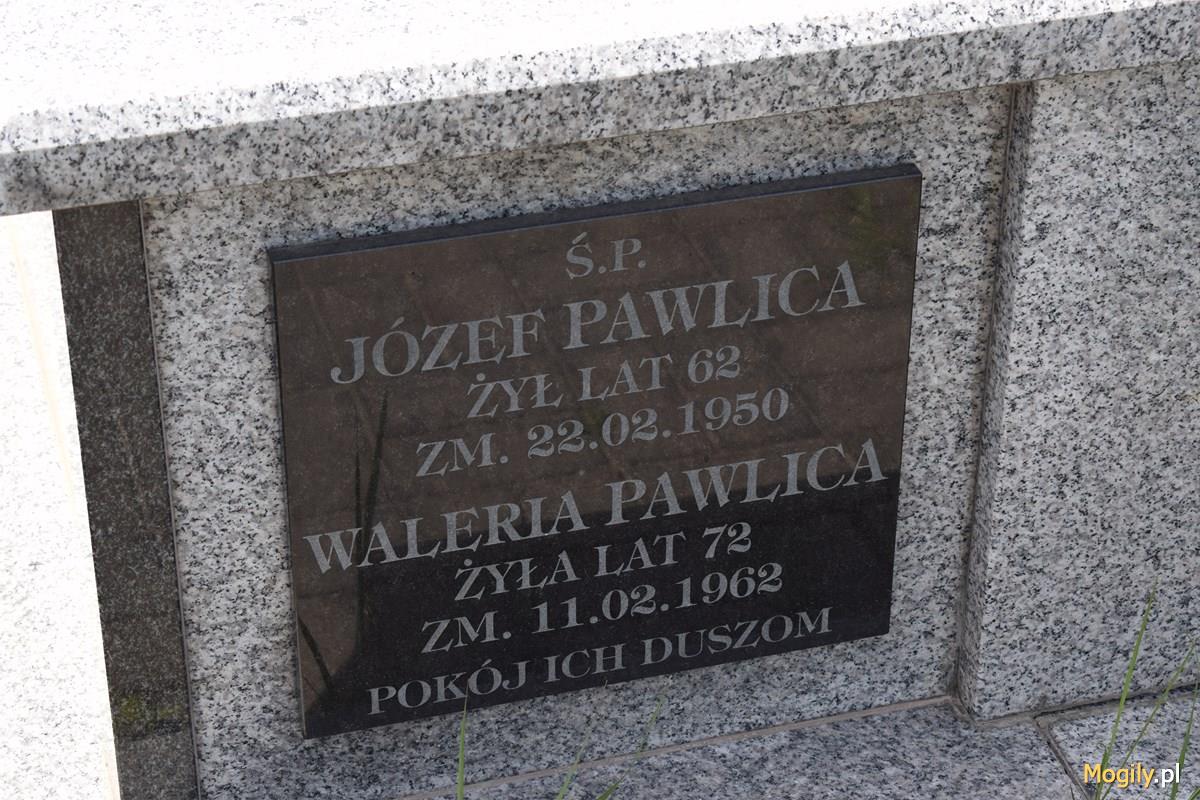 Ś.P.
JÓZEF PAWLICA
ŻYŁ LAT 62
ZM. 22.02.1950
WALERIA PAWLICA
ŻYŁA LAT 72
ZM. 11.02.1962
POKÓJ ICH DUSZOM
Mogily.pl